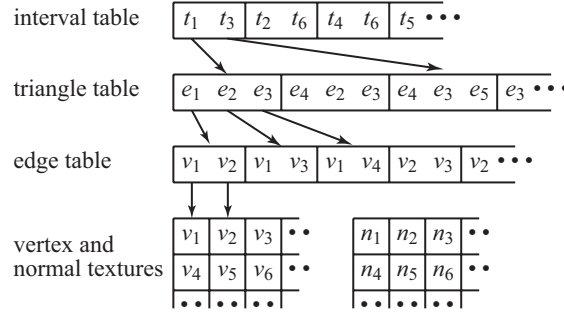 interval table t1 t3 t2 t6 t4 t6 t5 •••
triangle table e1 e2 e3 e4 e2 e3 e4 e3 e5 e3 •••
edge table v1 v2 v1 v3 v1 v4 v2 v3 v2 •••
vertex and
normal textures
v1 v2 v3 •• n1 n2 n3 ••
v4 v5 v6 •• n4 n5 n6 ••
•• •• •• •• •• ••